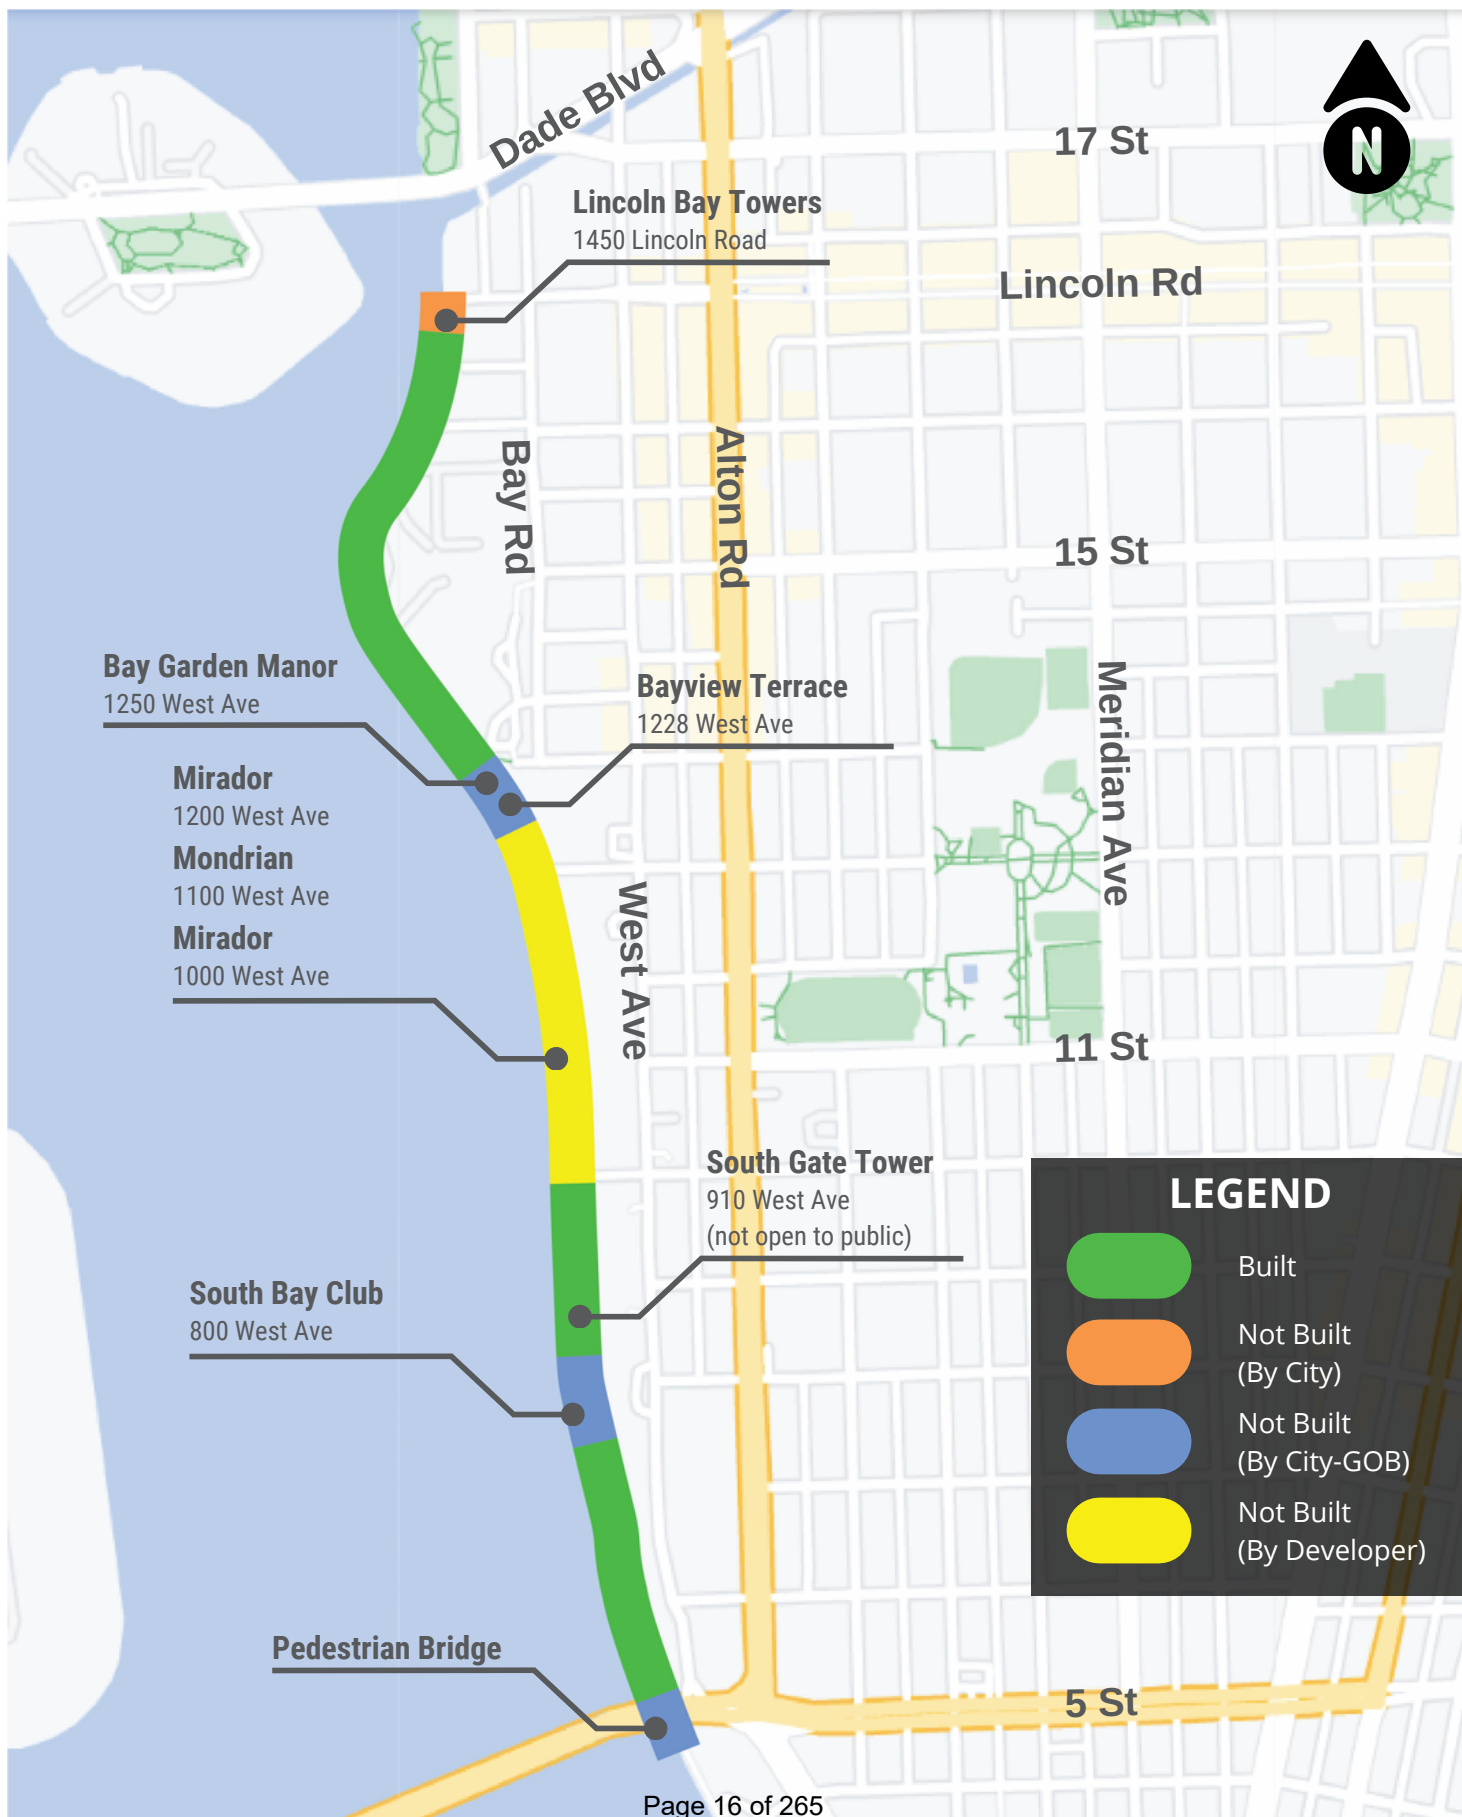 Dade Blvd
17 St
N
Lincoln Bay Towers
1450 Lincoln Road
Lincoln Rd
Bay Rd
Alton Rd
15 St
Bay Garden Manor
1250 West Ave
Bayview Terrace
1228 West Ave
Meridian Ave
Mirador
1200 West Ave
Mondrian
1100 West Ave
Mirador
1000 West Ave
West Ave
11 St
South Gate Tower
910 West Ave
(not open to public)
South Bay Club
800 West Ave
LEGEND
Built
Not Built
(By City)
Not Built
(By City-GOB)
Not Built
(By Developer)
Pedestrian Bridge
5 St
Page 16 of 265